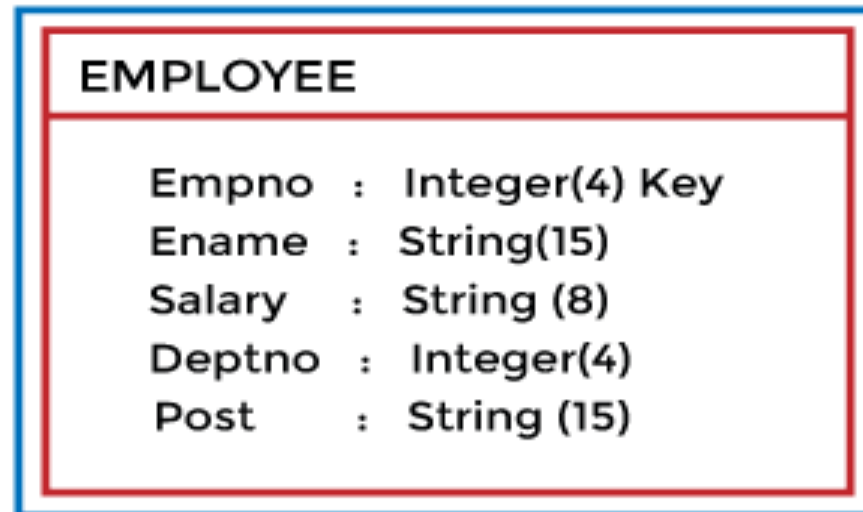 EMPLOYEE
Empno : Integer(4) Key
Ename : String(15)
Salary : String (8)
Deptno : Integer(4)
Post : String (15)